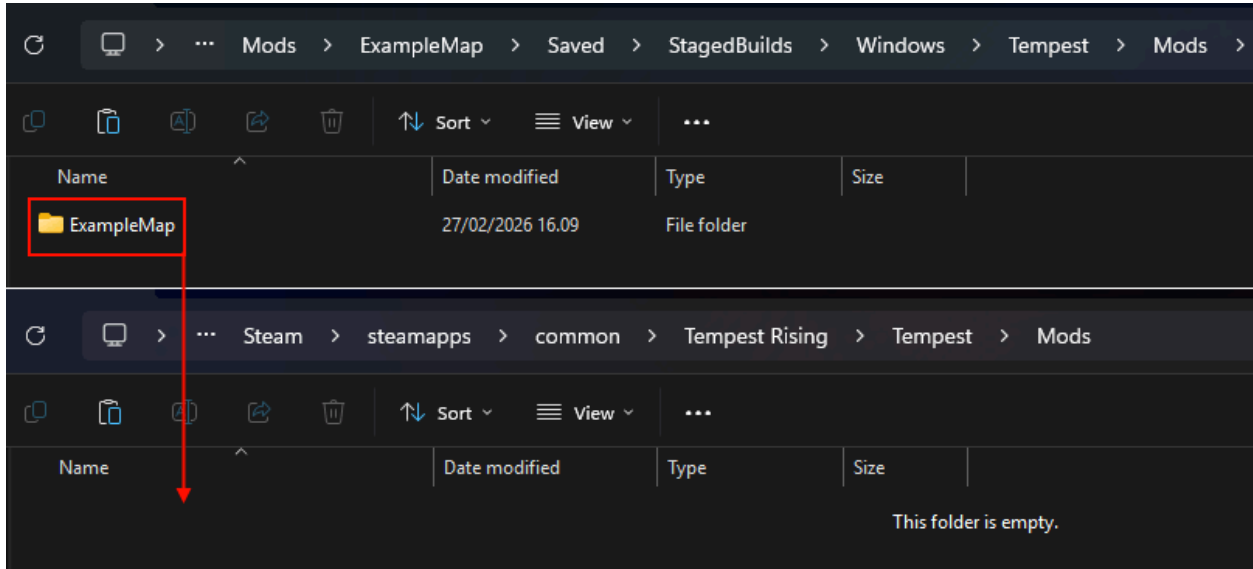 ... Mods > ExampleMap > Saved > StagedBuilds > Windows > Tempest > Mods >
Sort View ...
Name Date modified Type Size
ExampleMap 27/02/2026 16.09 File folder
... Steam > steamapps > common > Tempest Rising > Tempest > Mods
Sort View ...
Name Date modified Type Size
This folder is empty.